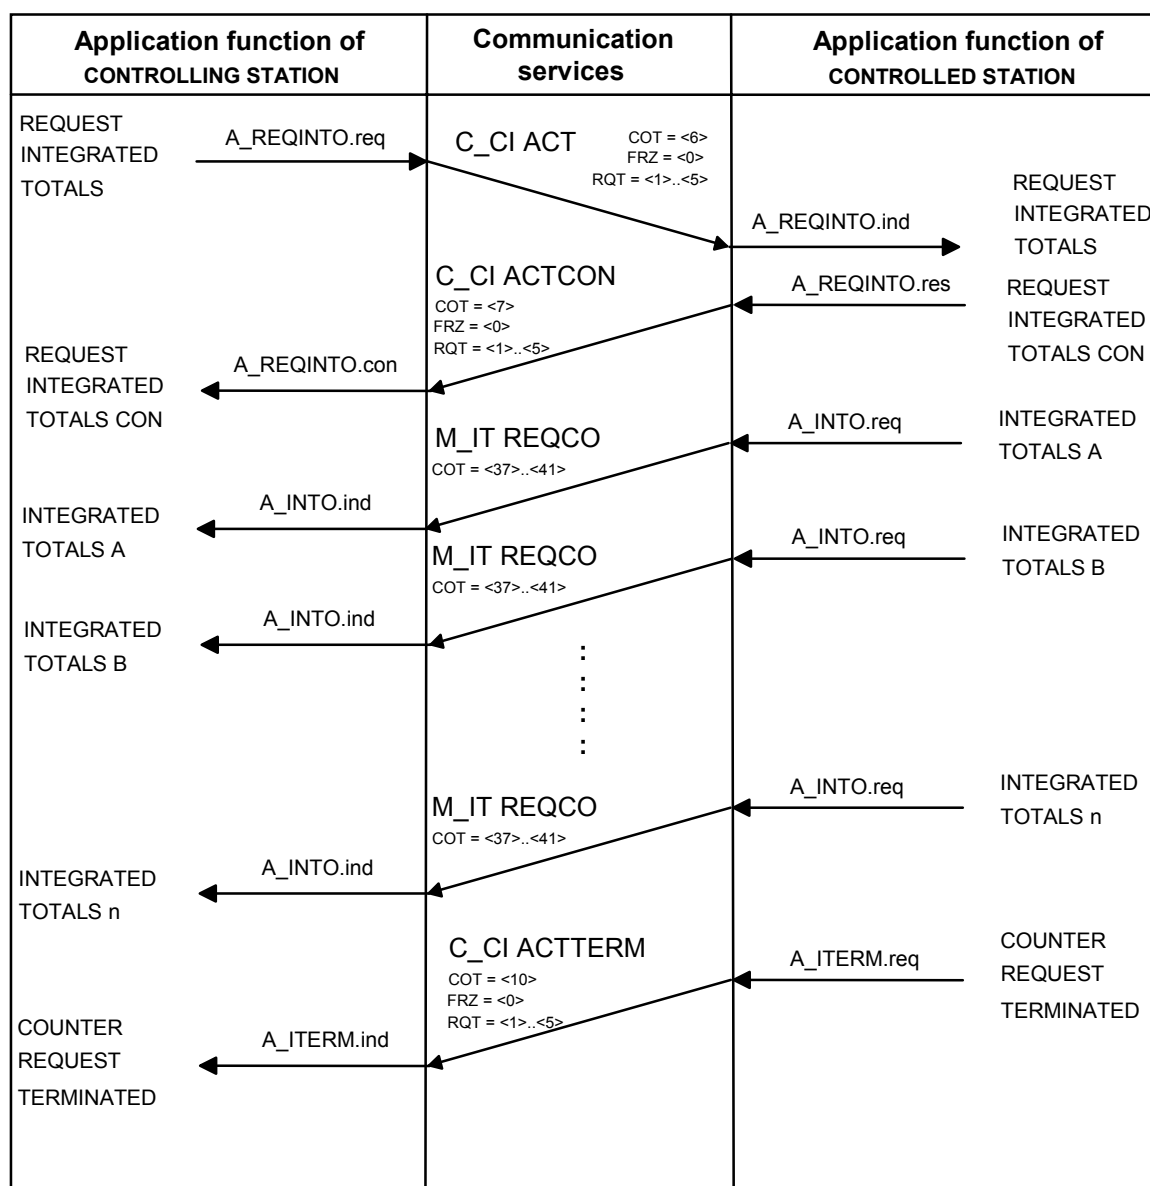 Application function of
CONTROLLING STATION
Communication
services
Application function of
CONTROLLED STATION
REQUEST
INTEGRATED
TOTALS
A_REQINTO.req
C_CI ACT
COT = <6>
FRZ = <0>
RQT = <1>..<5>
A_REQINTO.ind
REQUEST
INTEGRATED
TOTALS
C_CI ACTCON
COT = <7>
FRZ = <0>
RQT = <1>..<5>
A_REQINTO.res
REQUEST
INTEGRATED
TOTALS CON
REQUEST
INTEGRATED
TOTALS CON
A_REQINTO.con
M_IT REQCO
COT = <37>..<41>
A_INTO.req
INTEGRATED
TOTALS A
INTEGRATED
TOTALS A
A_INTO.ind
M_IT REQCO
COT = <37>..<41>
A_INTO.req
INTEGRATED
TOTALS B
INTEGRATED
TOTALS B
A_INTO.ind
:
:
:
:
M_IT REQCO
COT = <37>..<41>
A_INTO.req
INTEGRATED
TOTALS n
INTEGRATED
TOTALS n
A_INTO.ind
C_CI ACTTERM
COT = <10>
FRZ = <0>
RQT = <1>..<5>
A_ITERM.req
COUNTER
REQUEST
TERMINATED
COUNTER
REQUEST
TERMINATED
A_ITERM.ind